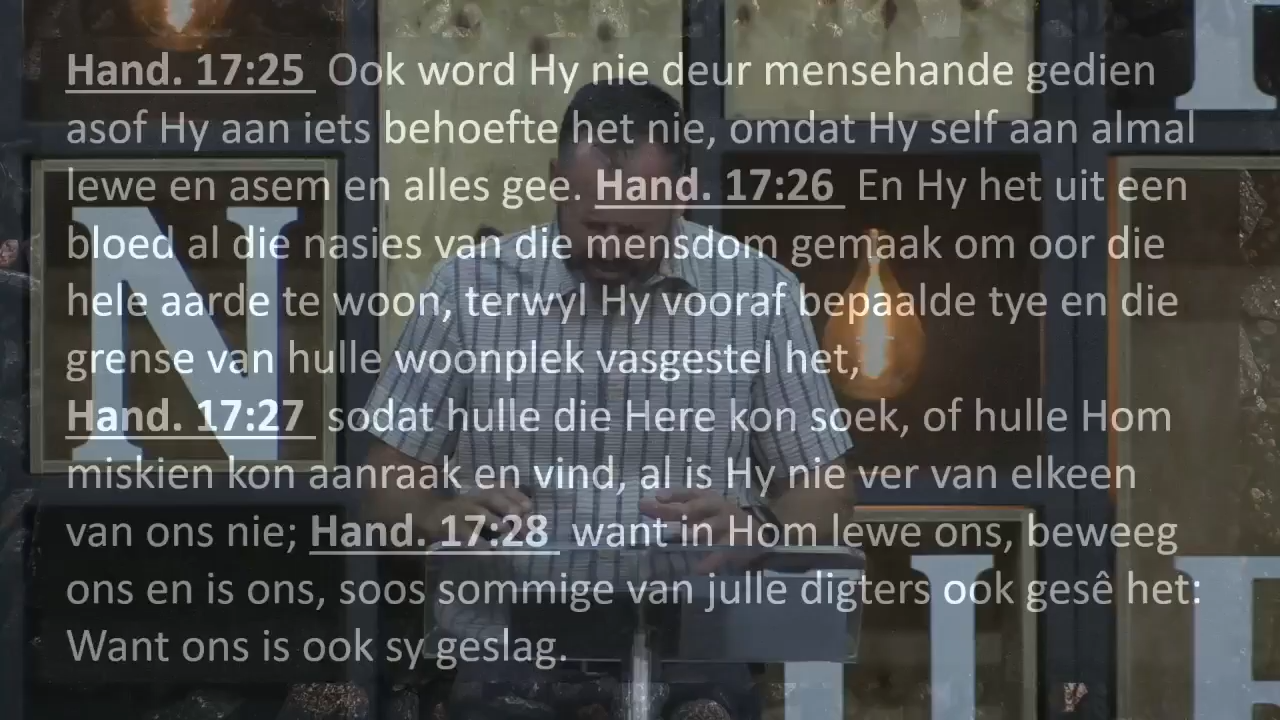 Hand. 17:25 Ook word Hy nie deur mensehande gedien
asof Hy aan iets behoefte het nie, omdat Hy self aan almal
lewe en asem en alles gee. Hand. 17:26 En Hy het uit een
bloed al die nasies van die mensdom gemaak om oor die
hele aarde te woon, terwyl Hy vooraf bepaalde tye en die
grense van hulle woonplek vasgestel het,
Hand. 17:27 sodat hulle die Here kon soek, of hulle Hom
miskien kon aanraak en vind, al is Hy nie ver van elkeen
van ons nie; Hand. 17:28 want in Hom lewe ons, beweeg
ons en is ons, soos sommige van julle digters ook gesê het:
Want ons is ook sy geslag.
N